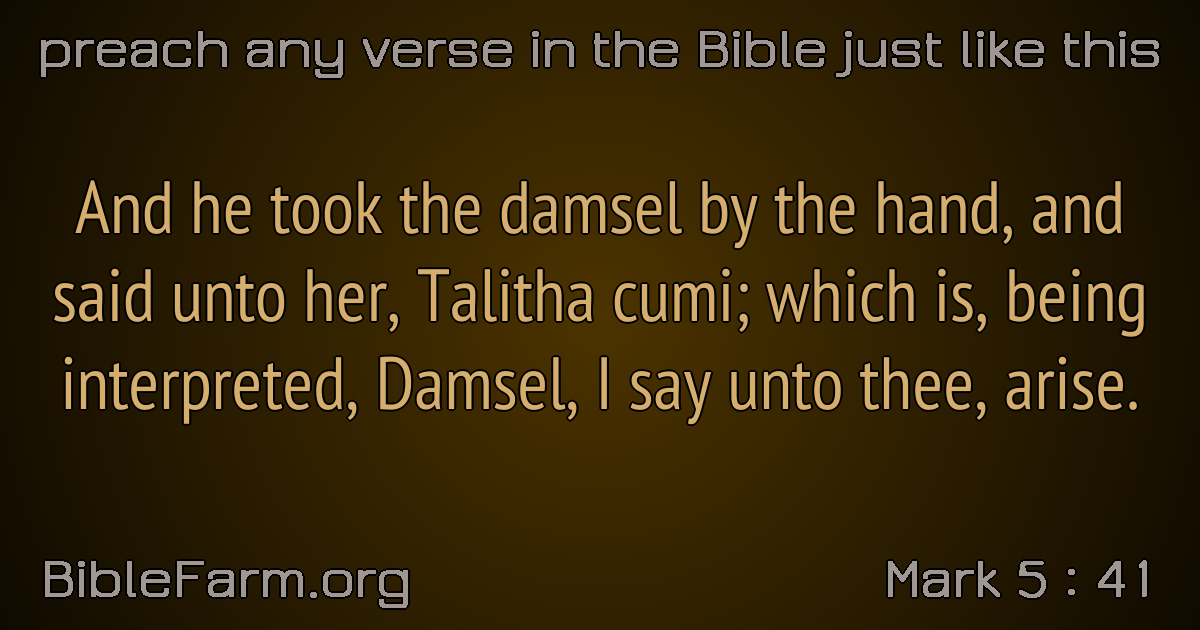 preach any verse in the Bible just like this
And he took the damsel by the hand, and
said unto her, Talitha cumi; which is, being
interpreted, Damsel, I say unto thee, arise.
BibleFarm.org
Mark 5 : 41